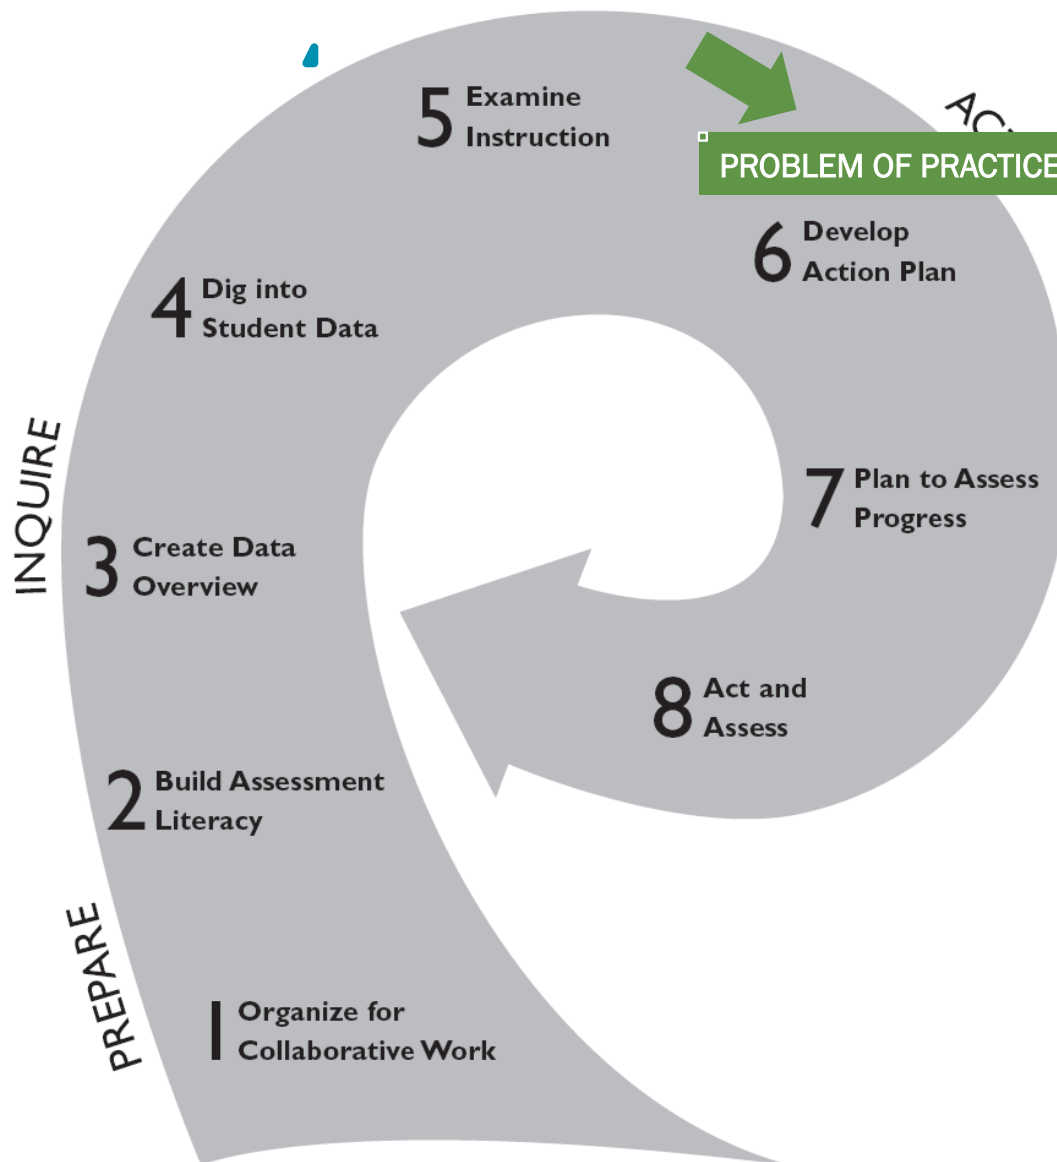 5 Examine
Instruction
AC
PROBLEM OF PRACTICE
6 Develop
Action Plan
4 Dig into
Student Data
INQUIRE
7 Plan to Assess
Progress
3 Create Data
Overview
8 Act and
Assess
2 Build Assessment
Literacy
PREPARE
1 Organize for
Collaborative Work